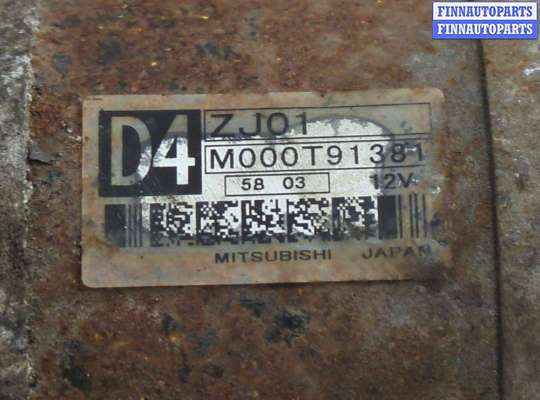 FINNAUTOPARTS
FINNAUTOPARTS
D4
ZJ01
M000T91381
58 03
12V
MITSUBISHI JAPAN